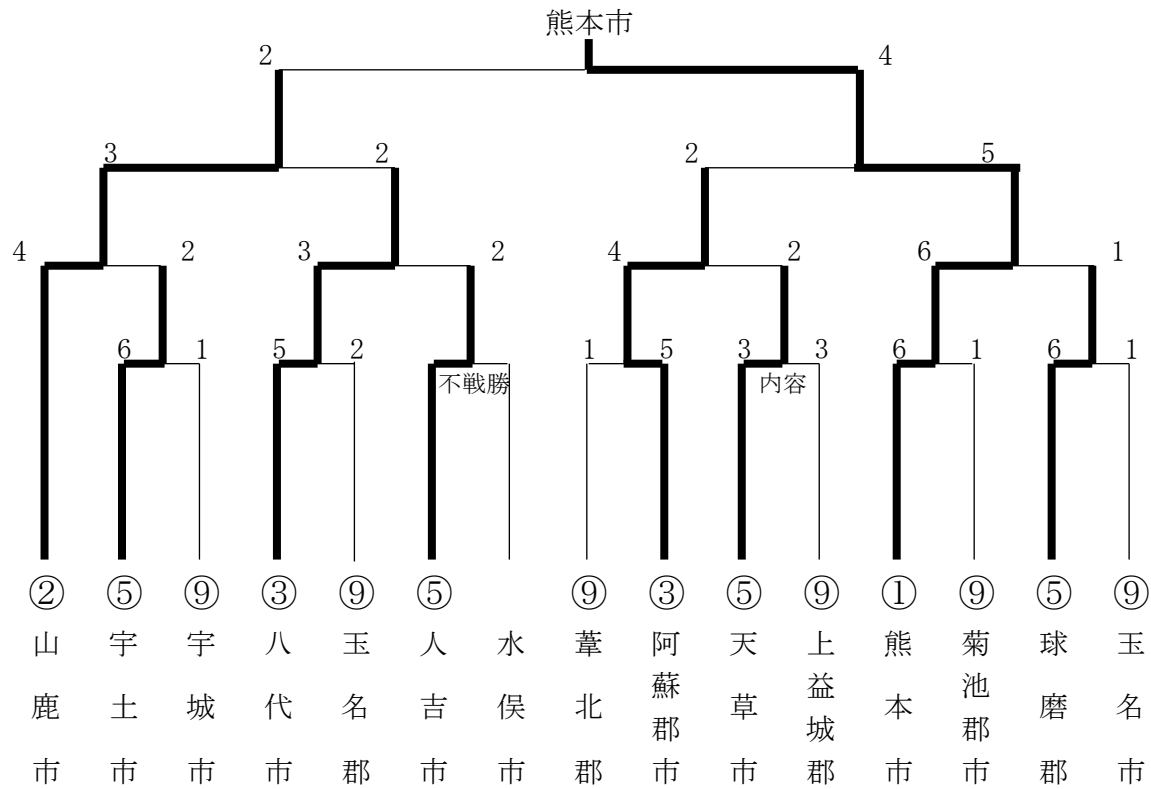 熊本市
2 4
3 2 2 5
4 2 3 2 4 2 6 1
6 1 5 2 1 5 3 3 6 1 6 1
不戦勝 内容
② ⑤ ⑨ ③ ⑨ ⑤ ⑨ ③ ⑤ ⑨ ① ⑨ ⑤ ⑨
山鹿市
宇土市
宇城市
八代市
玉名郡
人吉市
水俣市
葦北郡
阿蘇郡市
天草市
上益城郡
熊本市
菊池郡市
球磨郡
玉名市